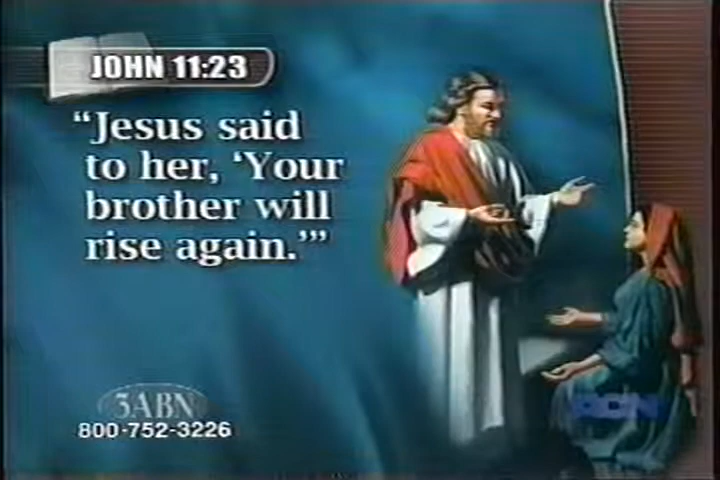 JOHN 11:23
“Jesus said
to her, ‘Your
brother will
rise again.’”
3ABN
800-752-3226